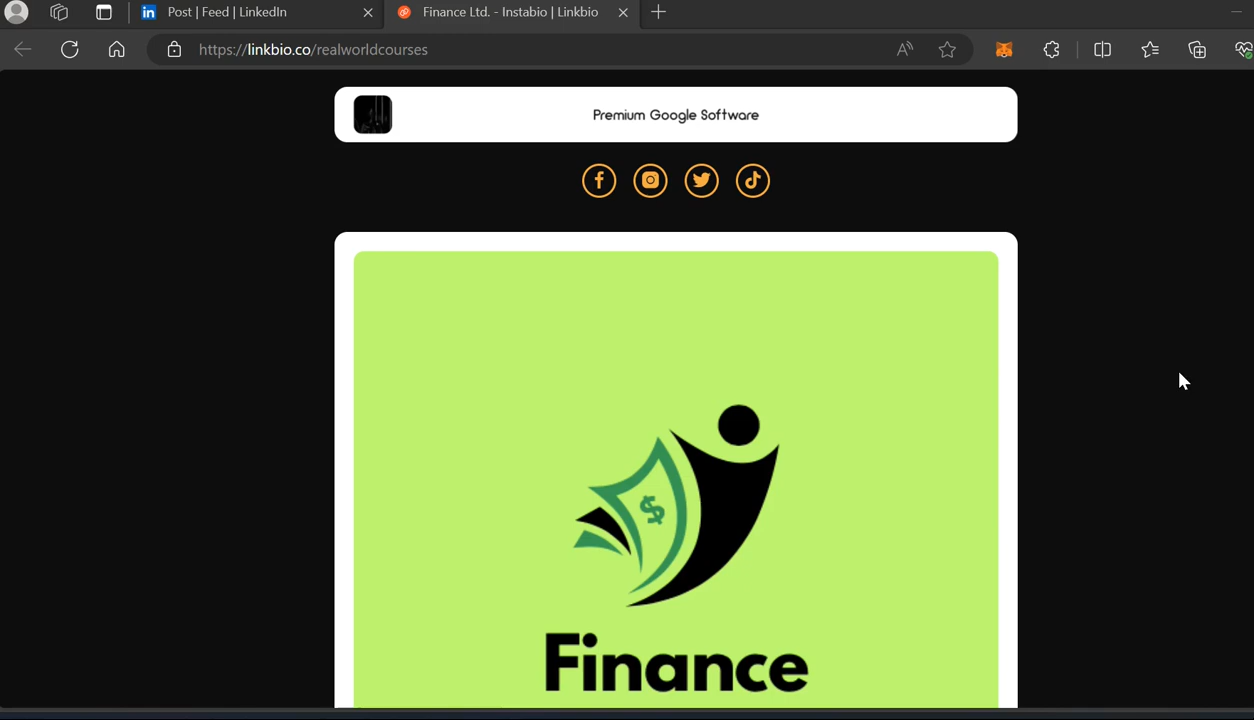 Post | Feed | LinkedIn
Finance Ltd. - Instabio | Linkbio
https://linkbio.co/realworldcourses
Premium Google Software
$
Finance